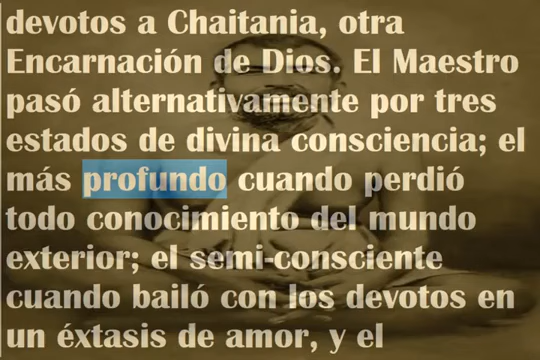 devotos a Chaitania, otra
Encarnación de Dios. El Maestro
pasó alternativamente por tres
estados de divina consciencia; el
más profundo cuando perdió
todo conocimiento del mundo
exterior; el semi-consciente
cuando bailó con los devotos en
un éxtasis de amor, y el